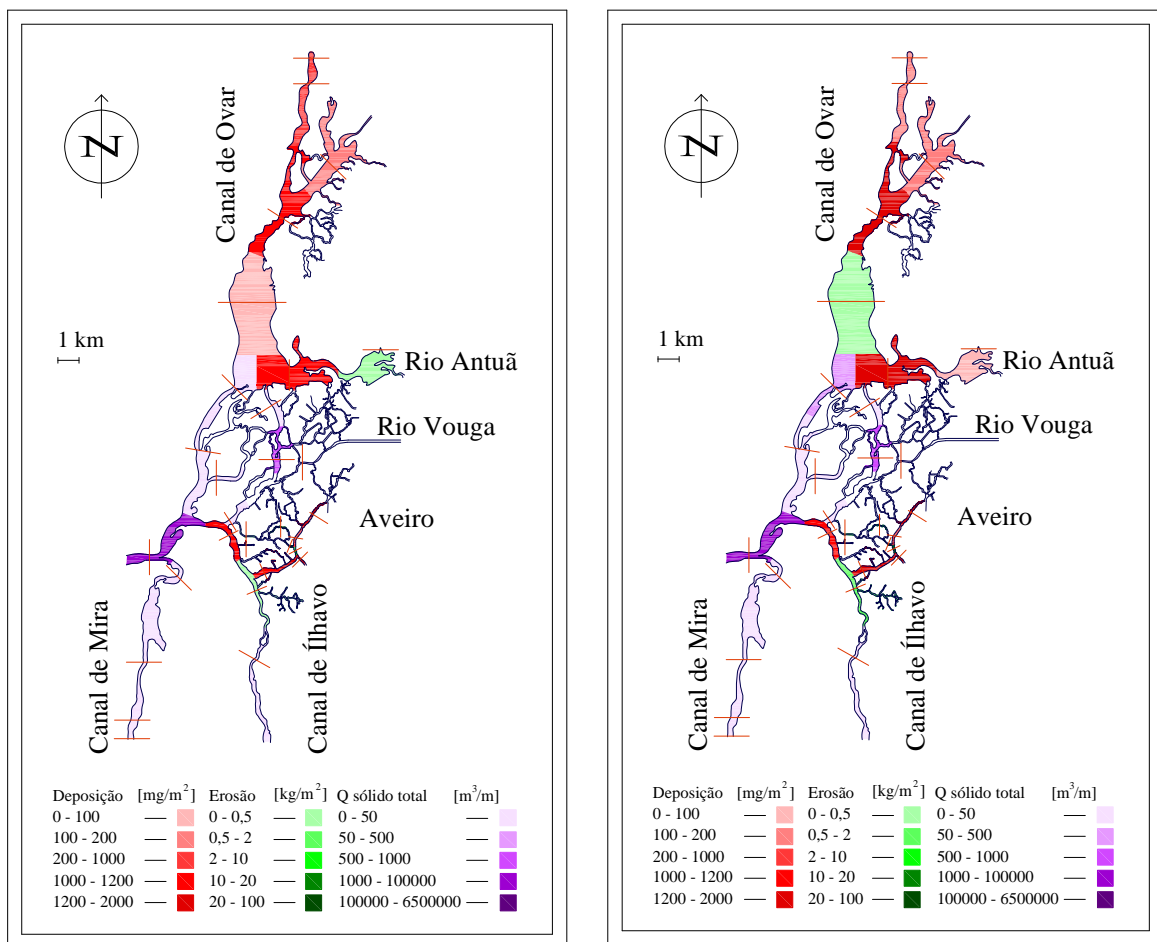 N
Canal de Ovar
1 km
Rio Antuã
Rio Vouga
Aveiro
Canal de Mira
Canal de Ílhavo
Deposição [mg/m²] Erosão [kg/m²] Q sólido total [m³/m]
0 - 100 0 - 0,5 0 - 50
100 - 200 0,5 - 2 50 - 500
200 - 1000 2 - 10 500 - 1000
1000 - 1200 10 - 20 1000 - 100000
1200 - 2000 20 - 100 100000 - 6500000
N
Canal de Ovar
1 km
Rio Antuã
Rio Vouga
Aveiro
Canal de Mira
Canal de Ílhavo
Deposição [mg/m²] Erosão [kg/m²] Q sólido total [m³/m]
0 - 100 0 - 0,5 0 - 50
100 - 200 0,5 - 2 50 - 500
200 - 1000 2 - 10 500 - 1000
1000 - 1200 10 - 20 1000 - 100000
1200 - 2000 20 - 100 100000 - 6500000